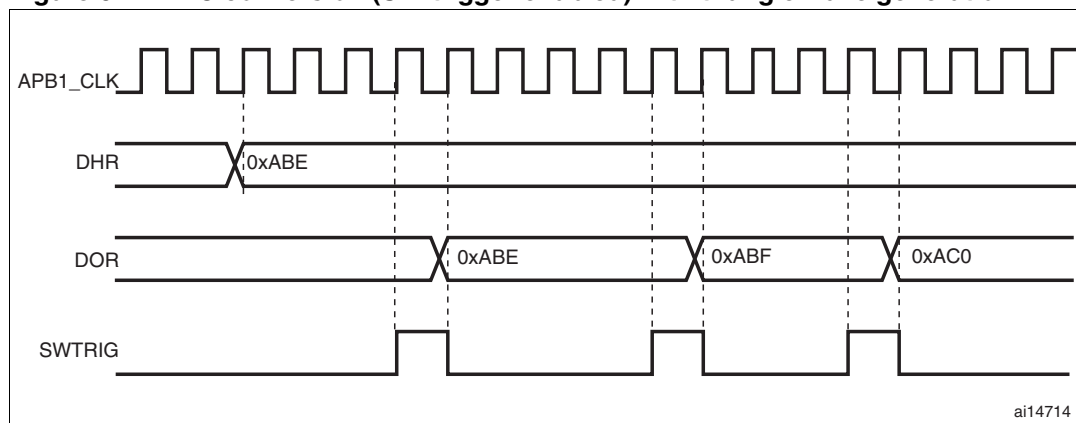 APB1_CLK
DHR
0xABE
DOR
0xABE
0xABF
0xAC0
SWTRIG
ai14714